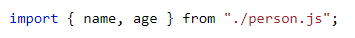 import { name, age } from "./person.js";